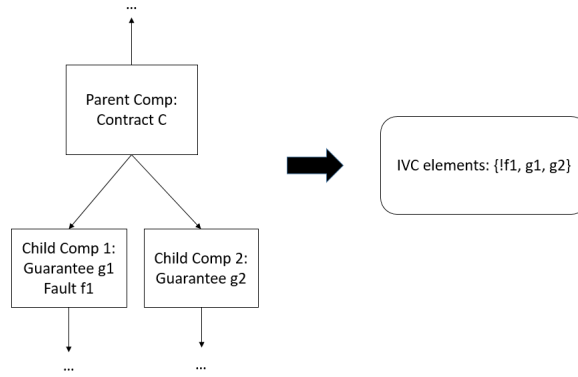 ...
Parent Comp:
Contract C
IVC elements: {!f1, g1, g2}
Child Comp 1:
Guarantee g1
Fault f1
Child Comp 2:
Guarantee g2
...
...